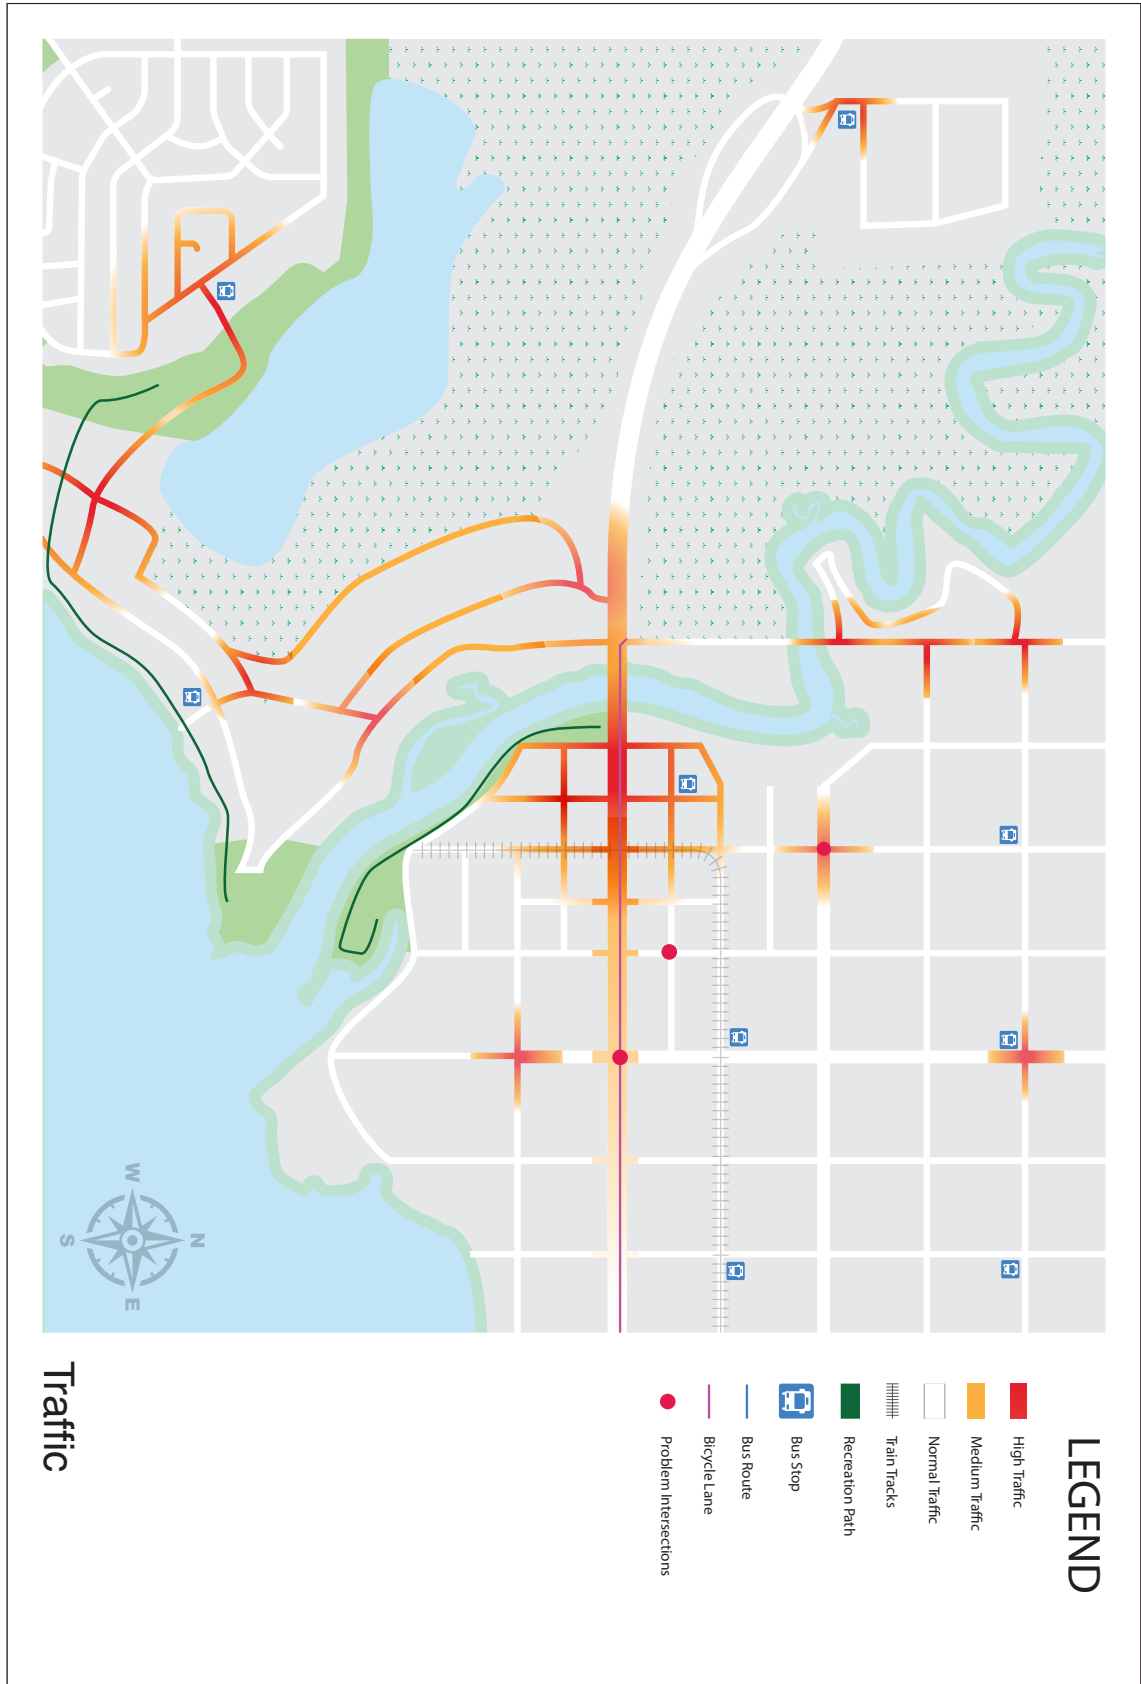 LEGEND
High Traffic
Medium Traffic
Normal Traffic
Train Tracks
Recreation Path
Bus Stop
Bus Route
Bicycle Lane
Problem Intersections
N
W
E
S
Traffic